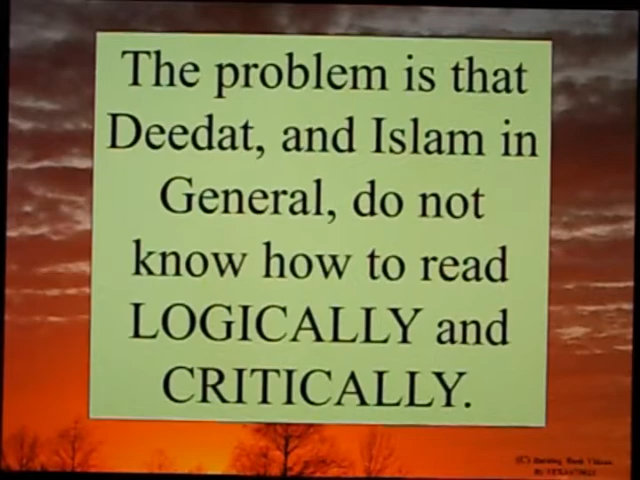 The problem is that
Deedat, and Islam in
General, do not
know how to read
LOGICALLY and
CRITICALLY.